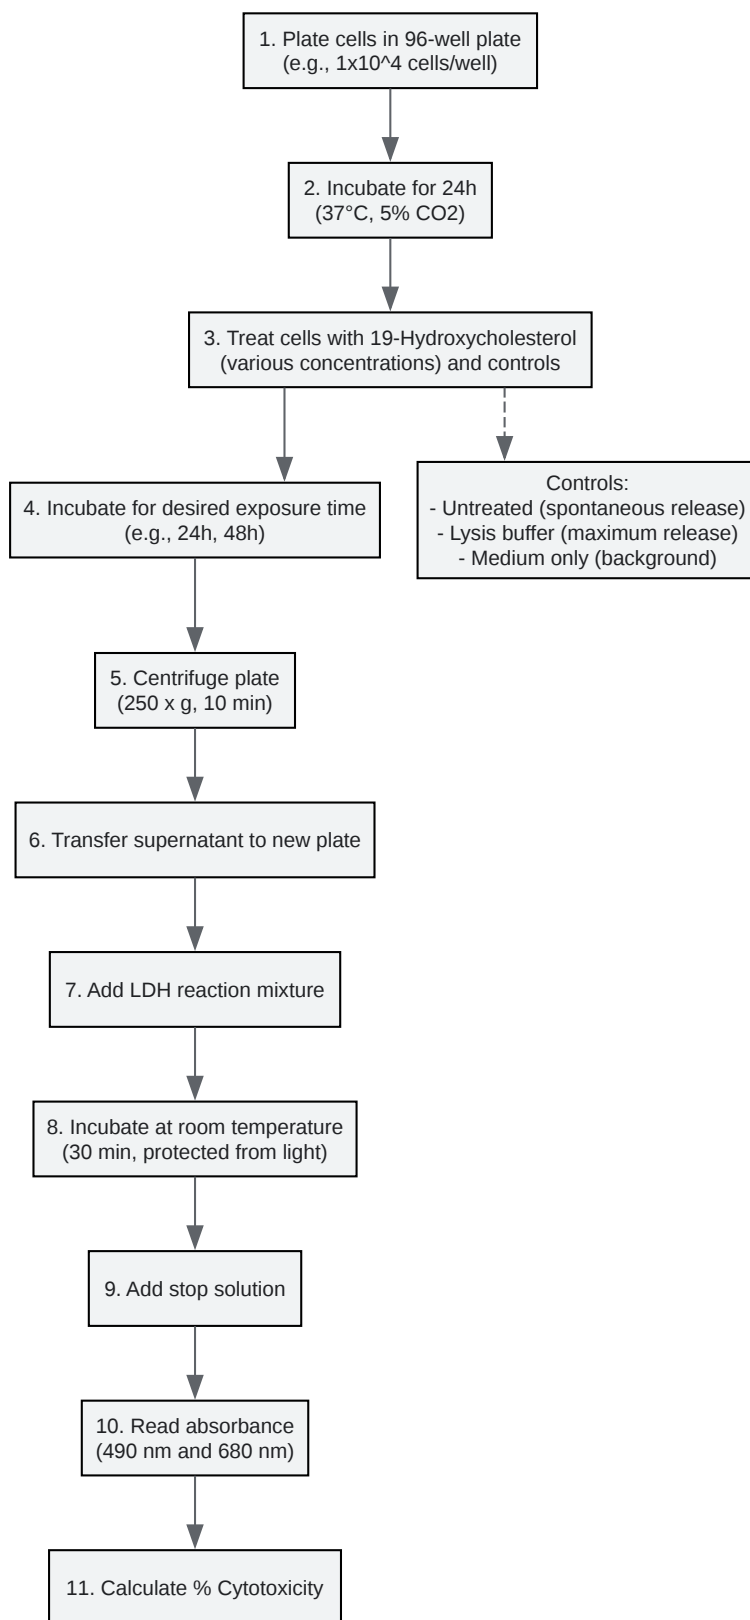 1. Plate cells in 96-well plate
(e.g., 1x10^4 cells/well)
2. Incubate for 24h
(37°C, 5% CO2)
3. Treat cells with 19-Hydroxycholesterol
(various concentrations) and controls
Controls:
- Untreated (spontaneous release)
- Lysis buffer (maximum release)
- Medium only (background)
4. Incubate for desired exposure time
(e.g., 24h, 48h)
5. Centrifuge plate
(250 x g, 10 min)
6. Transfer supernatant to new plate
7. Add LDH reaction mixture
8. Incubate at room temperature
(30 min, protected from light)
9. Add stop solution
10. Read absorbance
(490 nm and 680 nm)
11. Calculate % Cytotoxicity